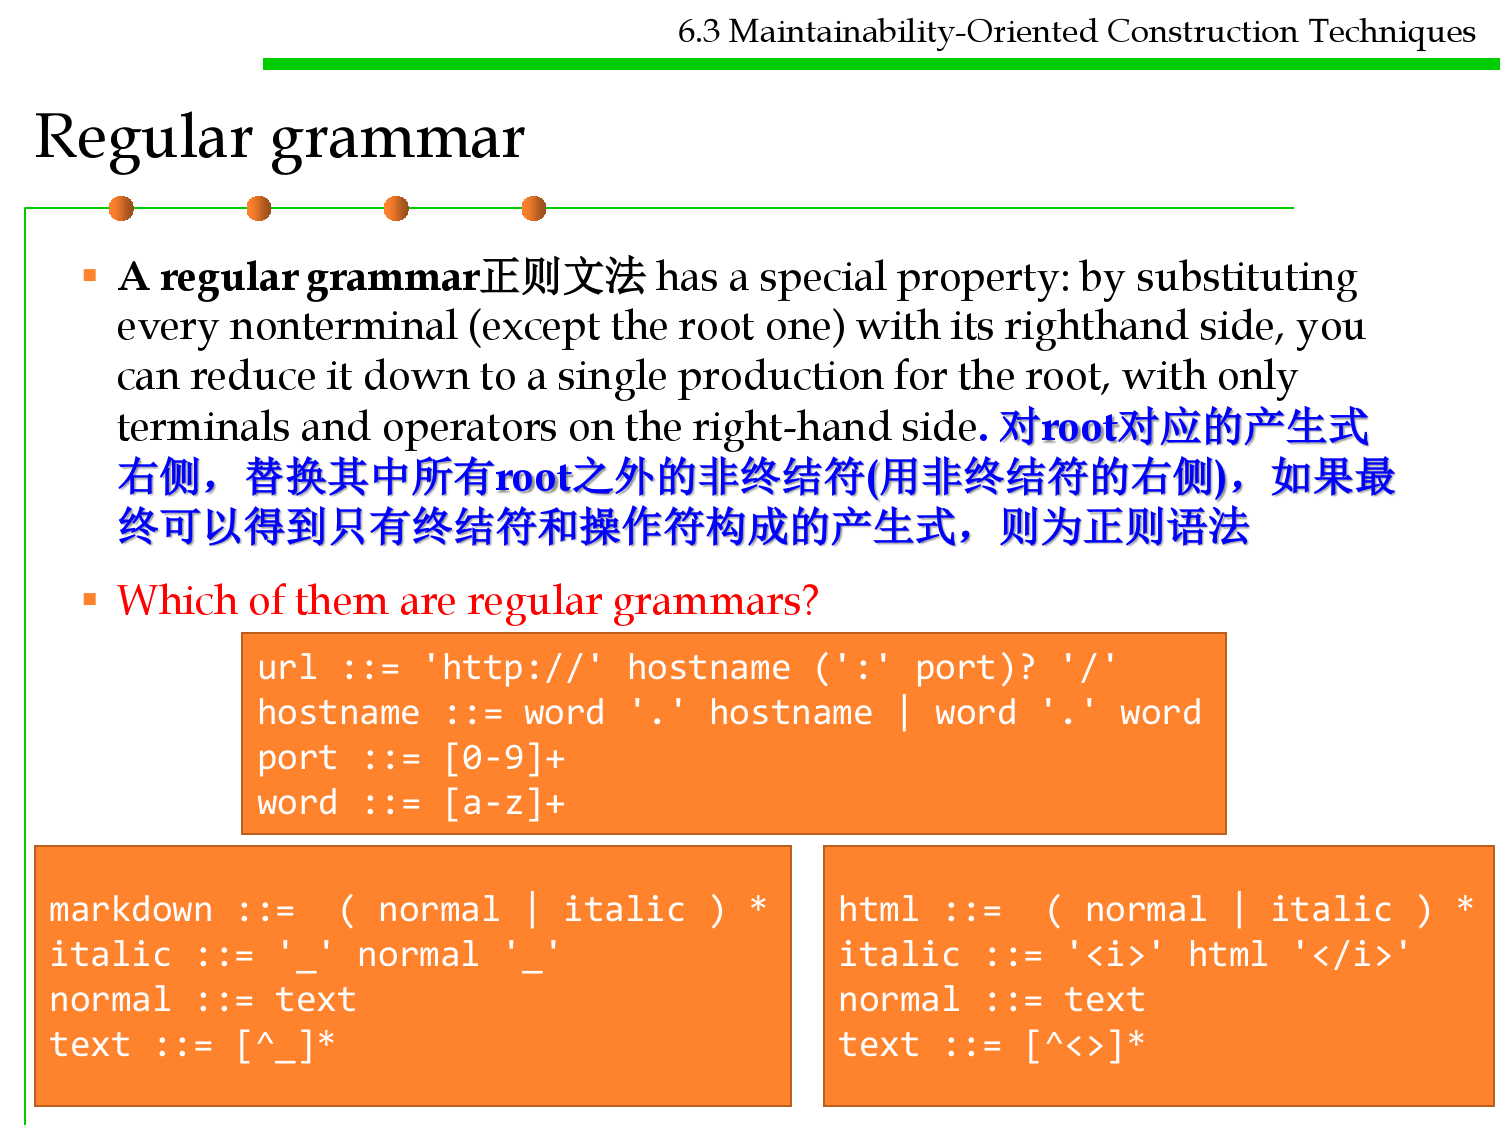 6.3 Maintainability-Oriented Construction Techniques
Regular grammar
A regular grammar正则文法 has a special property: by substituting
every nonterminal (except the root one) with its righthand side, you
can reduce it down to a single production for the root, with only
terminals and operators on the right-hand side. 对root对应的产生式
右侧，替换其中所有root之外的非终结符(用非终结符的右侧)，如果最
终可以得到只有终结符和操作符构成的产生式，则为正则语法
Which of them are regular grammars?
url ::= 'http://' hostname (':' port)? '/'
hostname ::= word '.' hostname | word '.' word
port ::= [0-9]+
word ::= [a-z]+
markdown ::=  ( normal | italic ) *
italic ::= '_' normal '_'
normal ::= text
text ::= [^_]*
html ::=  ( normal | italic ) *
italic ::= '<i>' html '</i>'
normal ::= text
text ::= [^<>]*